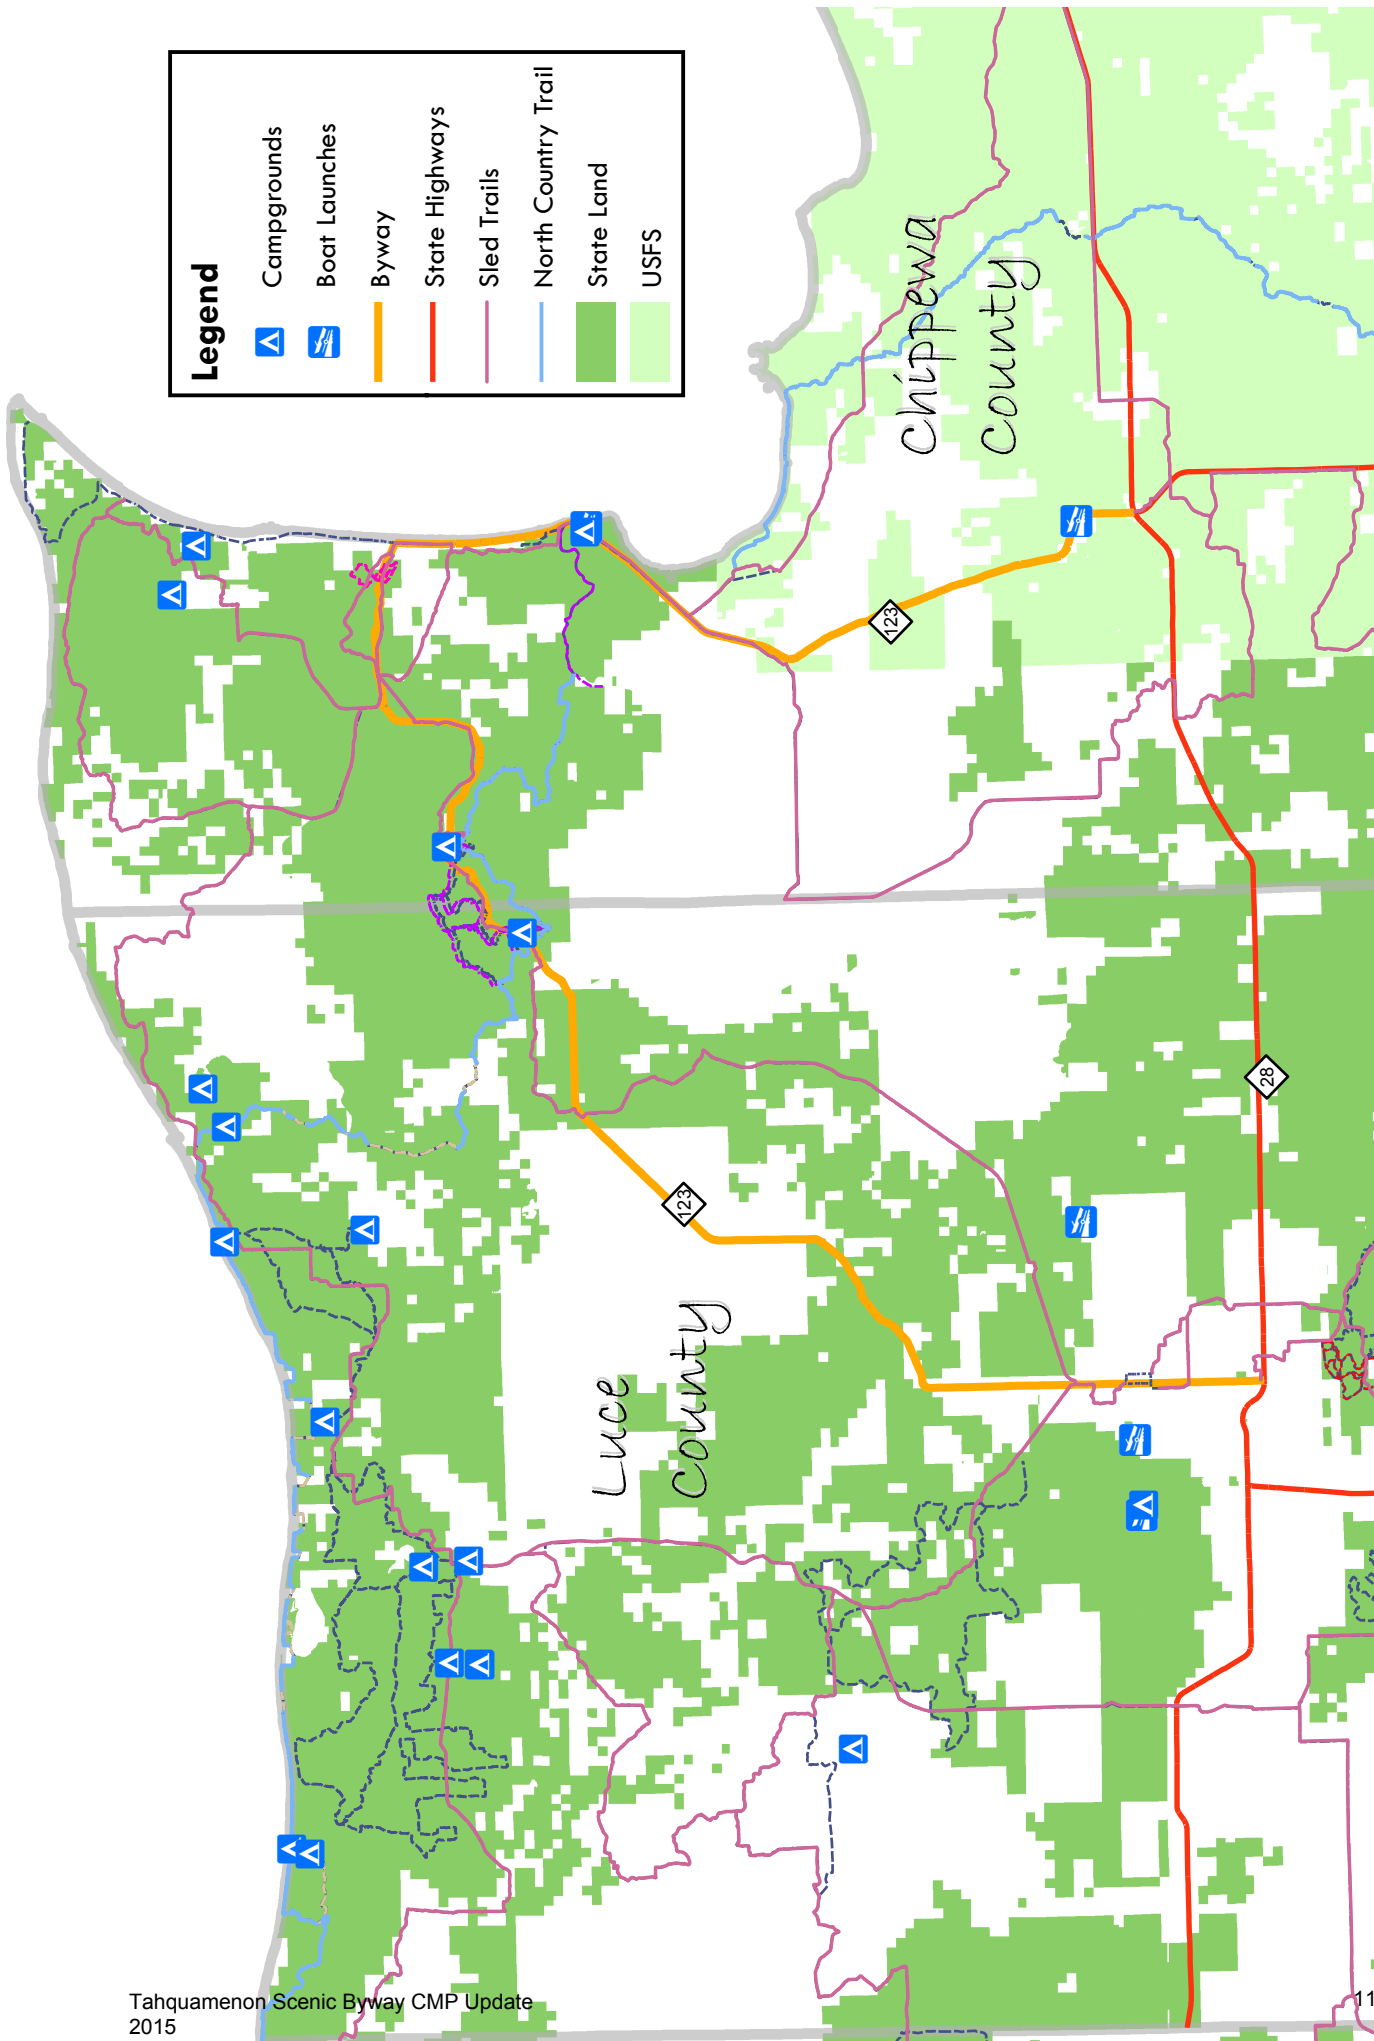 Legend
Campgrounds
Boat Launches
Byway
State Highways
Sled Trails
North Country Trail
State Land
USFS
Chippewa
County
123
28
123
Luce
County
Tahquamenon Scenic Byway CMP Update
2015
11